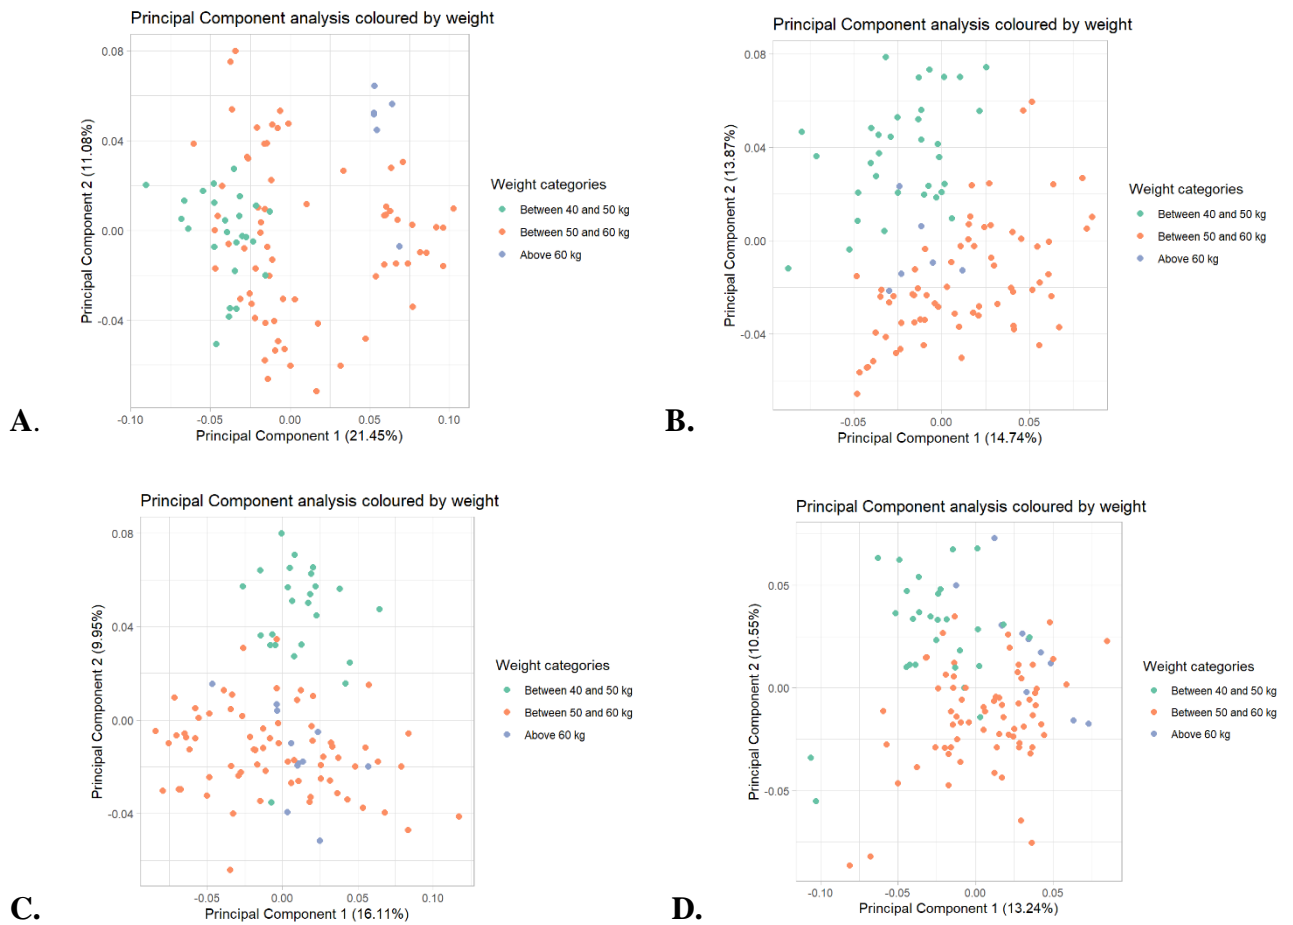 Principal Component analysis coloured by weight
0.08
0.04
0.00
-0.04
Principal Component 2 (11.08%)
-0.10
-0.05
0.00
0.05
0.10
Principal Component 1 (21.45%)
Weight categories
Between 40 and 50 kg
Between 50 and 60 kg
Above 60 kg
A.
Principal Component analysis coloured by weight
0.08
0.04
0.00
-0.04
Principal Component 2 (13.87%)
-0.05
0.00
0.05
Principal Component 1 (14.74%)
Weight categories
Between 40 and 50 kg
Between 50 and 60 kg
Above 60 kg
B.
Principal Component analysis coloured by weight
0.08
0.04
0.00
-0.04
Principal Component 2 (9.95%)
-0.05
0.00
0.05
0.10
Principal Component 1 (16.11%)
Weight categories
Between 40 and 50 kg
Between 50 and 60 kg
Above 60 kg
C.
Principal Component analysis coloured by weight
0.05
0.00
-0.05
Principal Component 2 (10.55%)
-0.10
-0.05
0.00
0.05
Principal Component 1 (13.24%)
Weight categories
Between 40 and 50 kg
Between 50 and 60 kg
Above 60 kg
D.